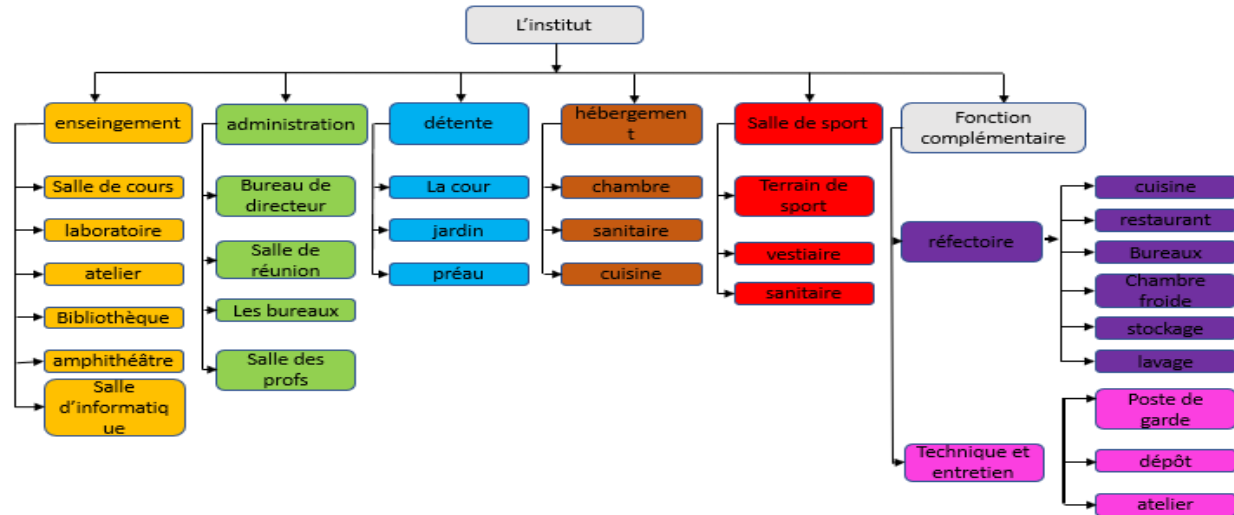 L'institut
enseingement
administration
détente
hébergemen
t
Salle de sport
Fonction
complémentaire
Salle de cours
laboratoire
atelier
Bibliothèque
amphithéâtre
Salle
d'informatiq
ue
Bureau de
directeur
Salle de
réunion
Les bureaux
Salle des
profs
La cour
jardin
préau
chambre
sanitaire
cuisine
Terrain de
sport
vestiaire
sanitaire
réfectoire
cuisine
restaurant
Bureaux
Chambre
froide
stockage
lavage
Technique et
entretien
Poste de
garde
dépôt
atelier